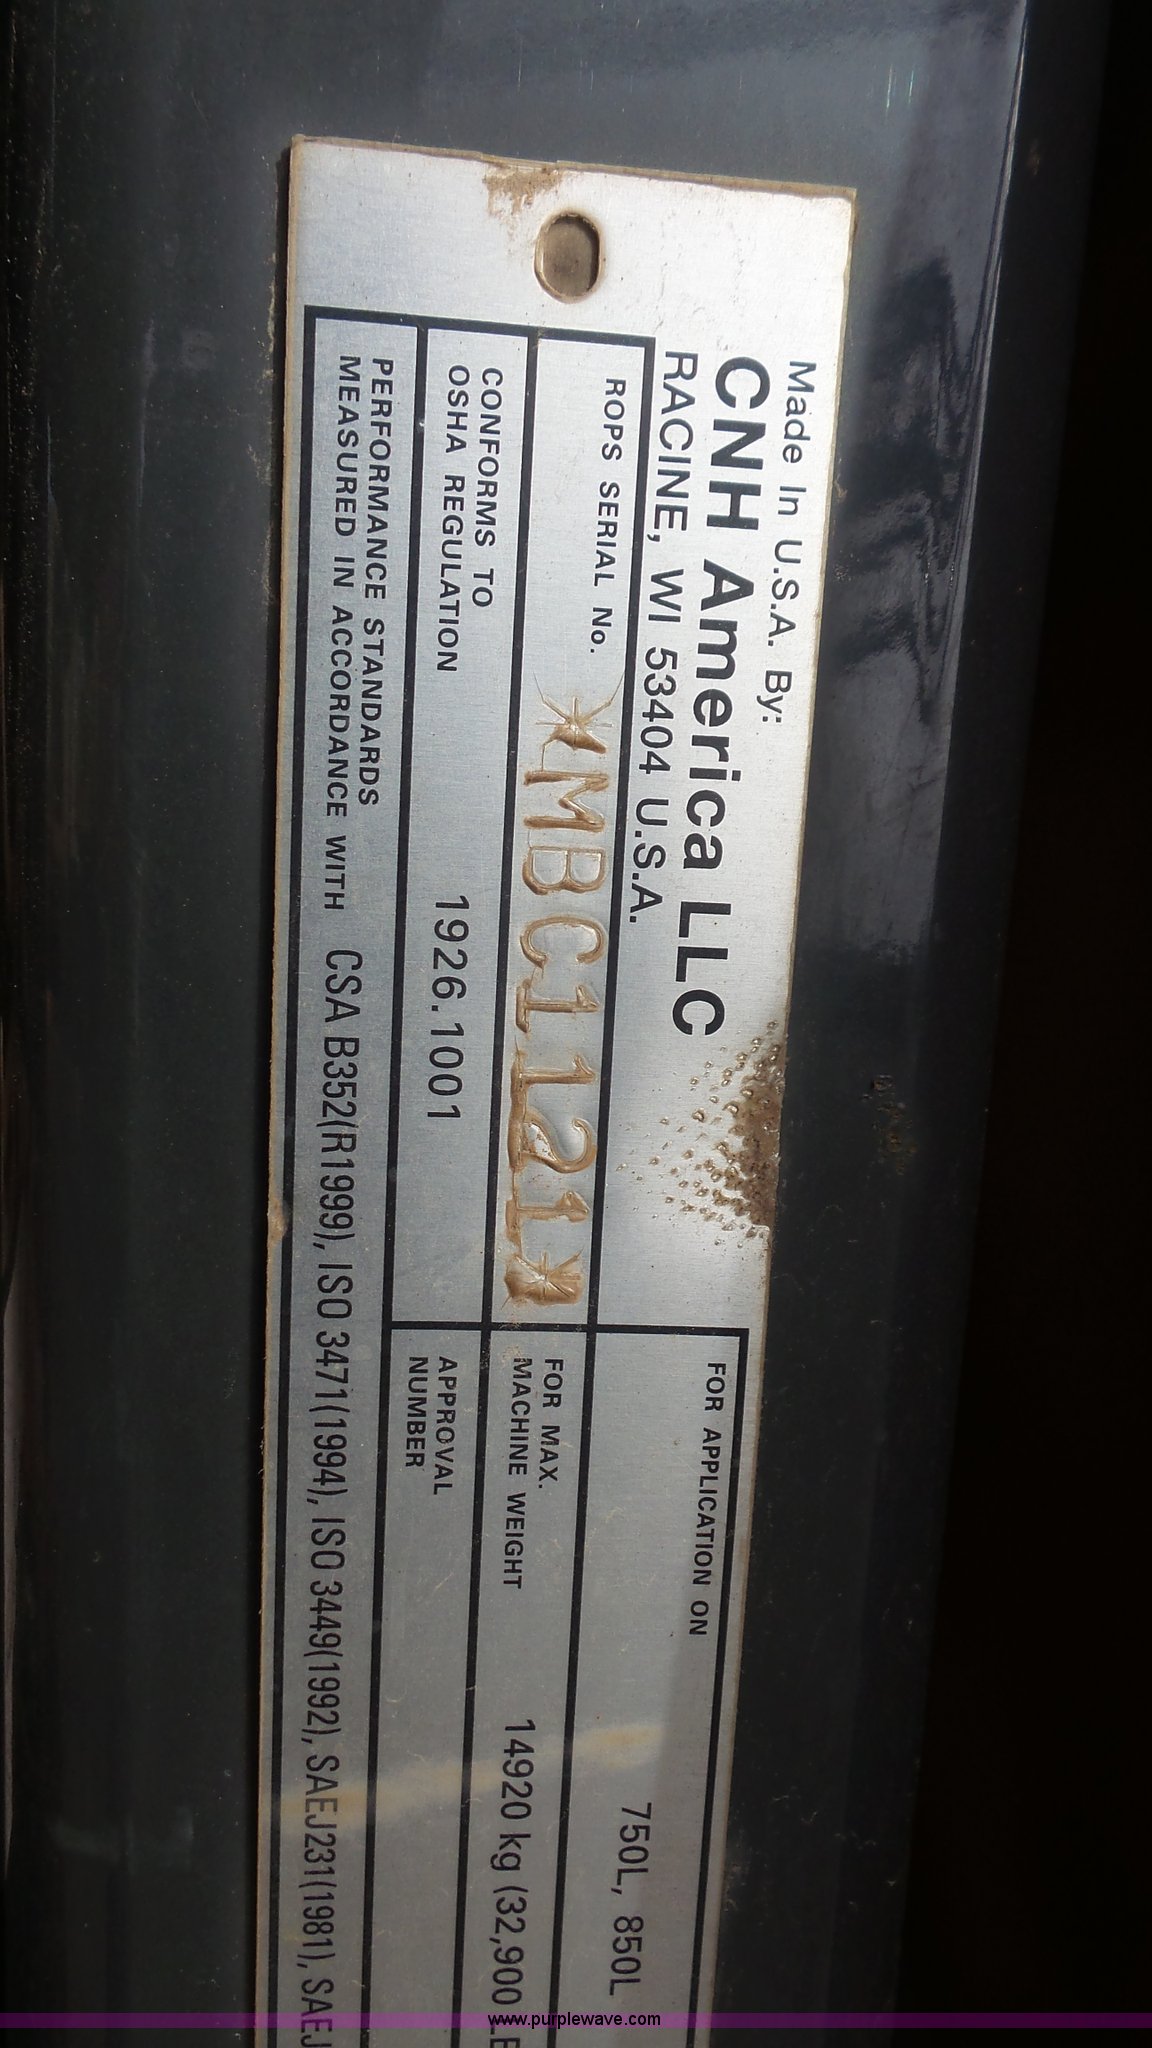 Made In U.S.A. By:
CNH America LLC
RACINE, WI 53404 U.S.A.
FOR APPLICATION ON
750L, 850L
ROPS SERIAL No.
*MBC1121*
FOR MAX.
MACHINE WEIGHT
14920 kg (32,900
CONFORMS TO
OSHA REGULATION
1926.1001
APPROVAL
NUMBER
PERFORMANCE STANDARDS
MEASURED IN ACCORDANCE WITH CSA B352(R1999), ISO 3471(1994), ISO 3449(1992), SAEJ231(1981), SAEJ
www.purplewave.com